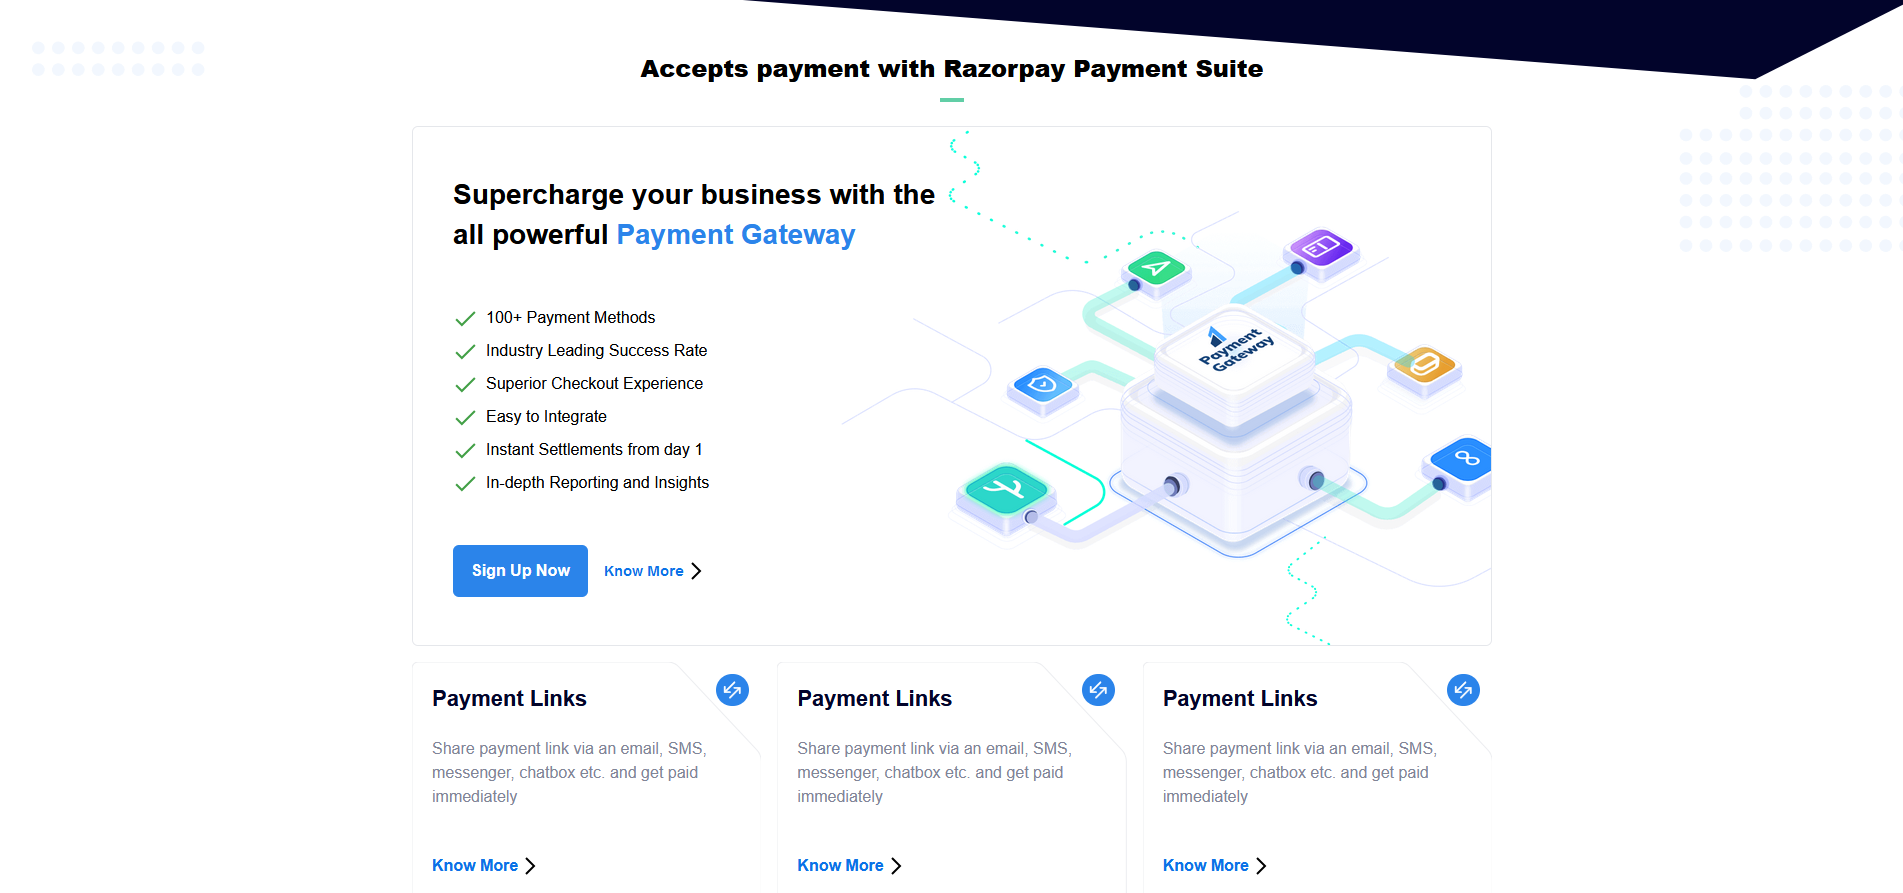 Accepts payment with Razorpay Payment Suite
Supercharge your business with the
all powerful Payment Gateway
100+ Payment Methods
Industry Leading Success Rate
Superior Checkout Experience
Easy to Integrate
Instant Settlements from day 1
In-depth Reporting and Insights
Sign Up Now
Know More
Payment
Gateway
Payment Links
Share payment link via an email, SMS,
messenger, chatbox etc. and get paid
immediately
Know More
Payment Links
Share payment link via an email, SMS,
messenger, chatbox etc. and get paid
immediately
Know More
Payment Links
Share payment link via an email, SMS,
messenger, chatbox etc. and get paid
immediately
Know More